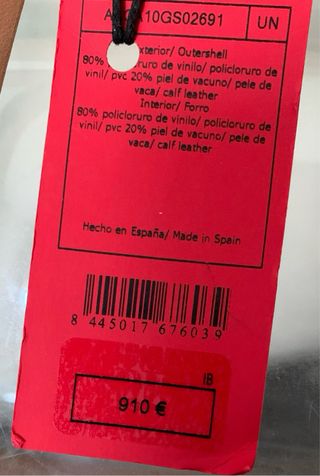 10GS02691 UN
xterior/ Outershell
80% oruro de vinilo/ policloruro de
vinil/ pvc 20% piel de vacuno/ pele de
vaca/ calf leather
Interior/ Forro
80% policloruro de vinilo/ policloruro de
vinil/ pvc 20% piel de vacuno/ pele de
vaca/ calf leather
Hecho en España/ Made in Spain
8 445017 676039
IB
910 €